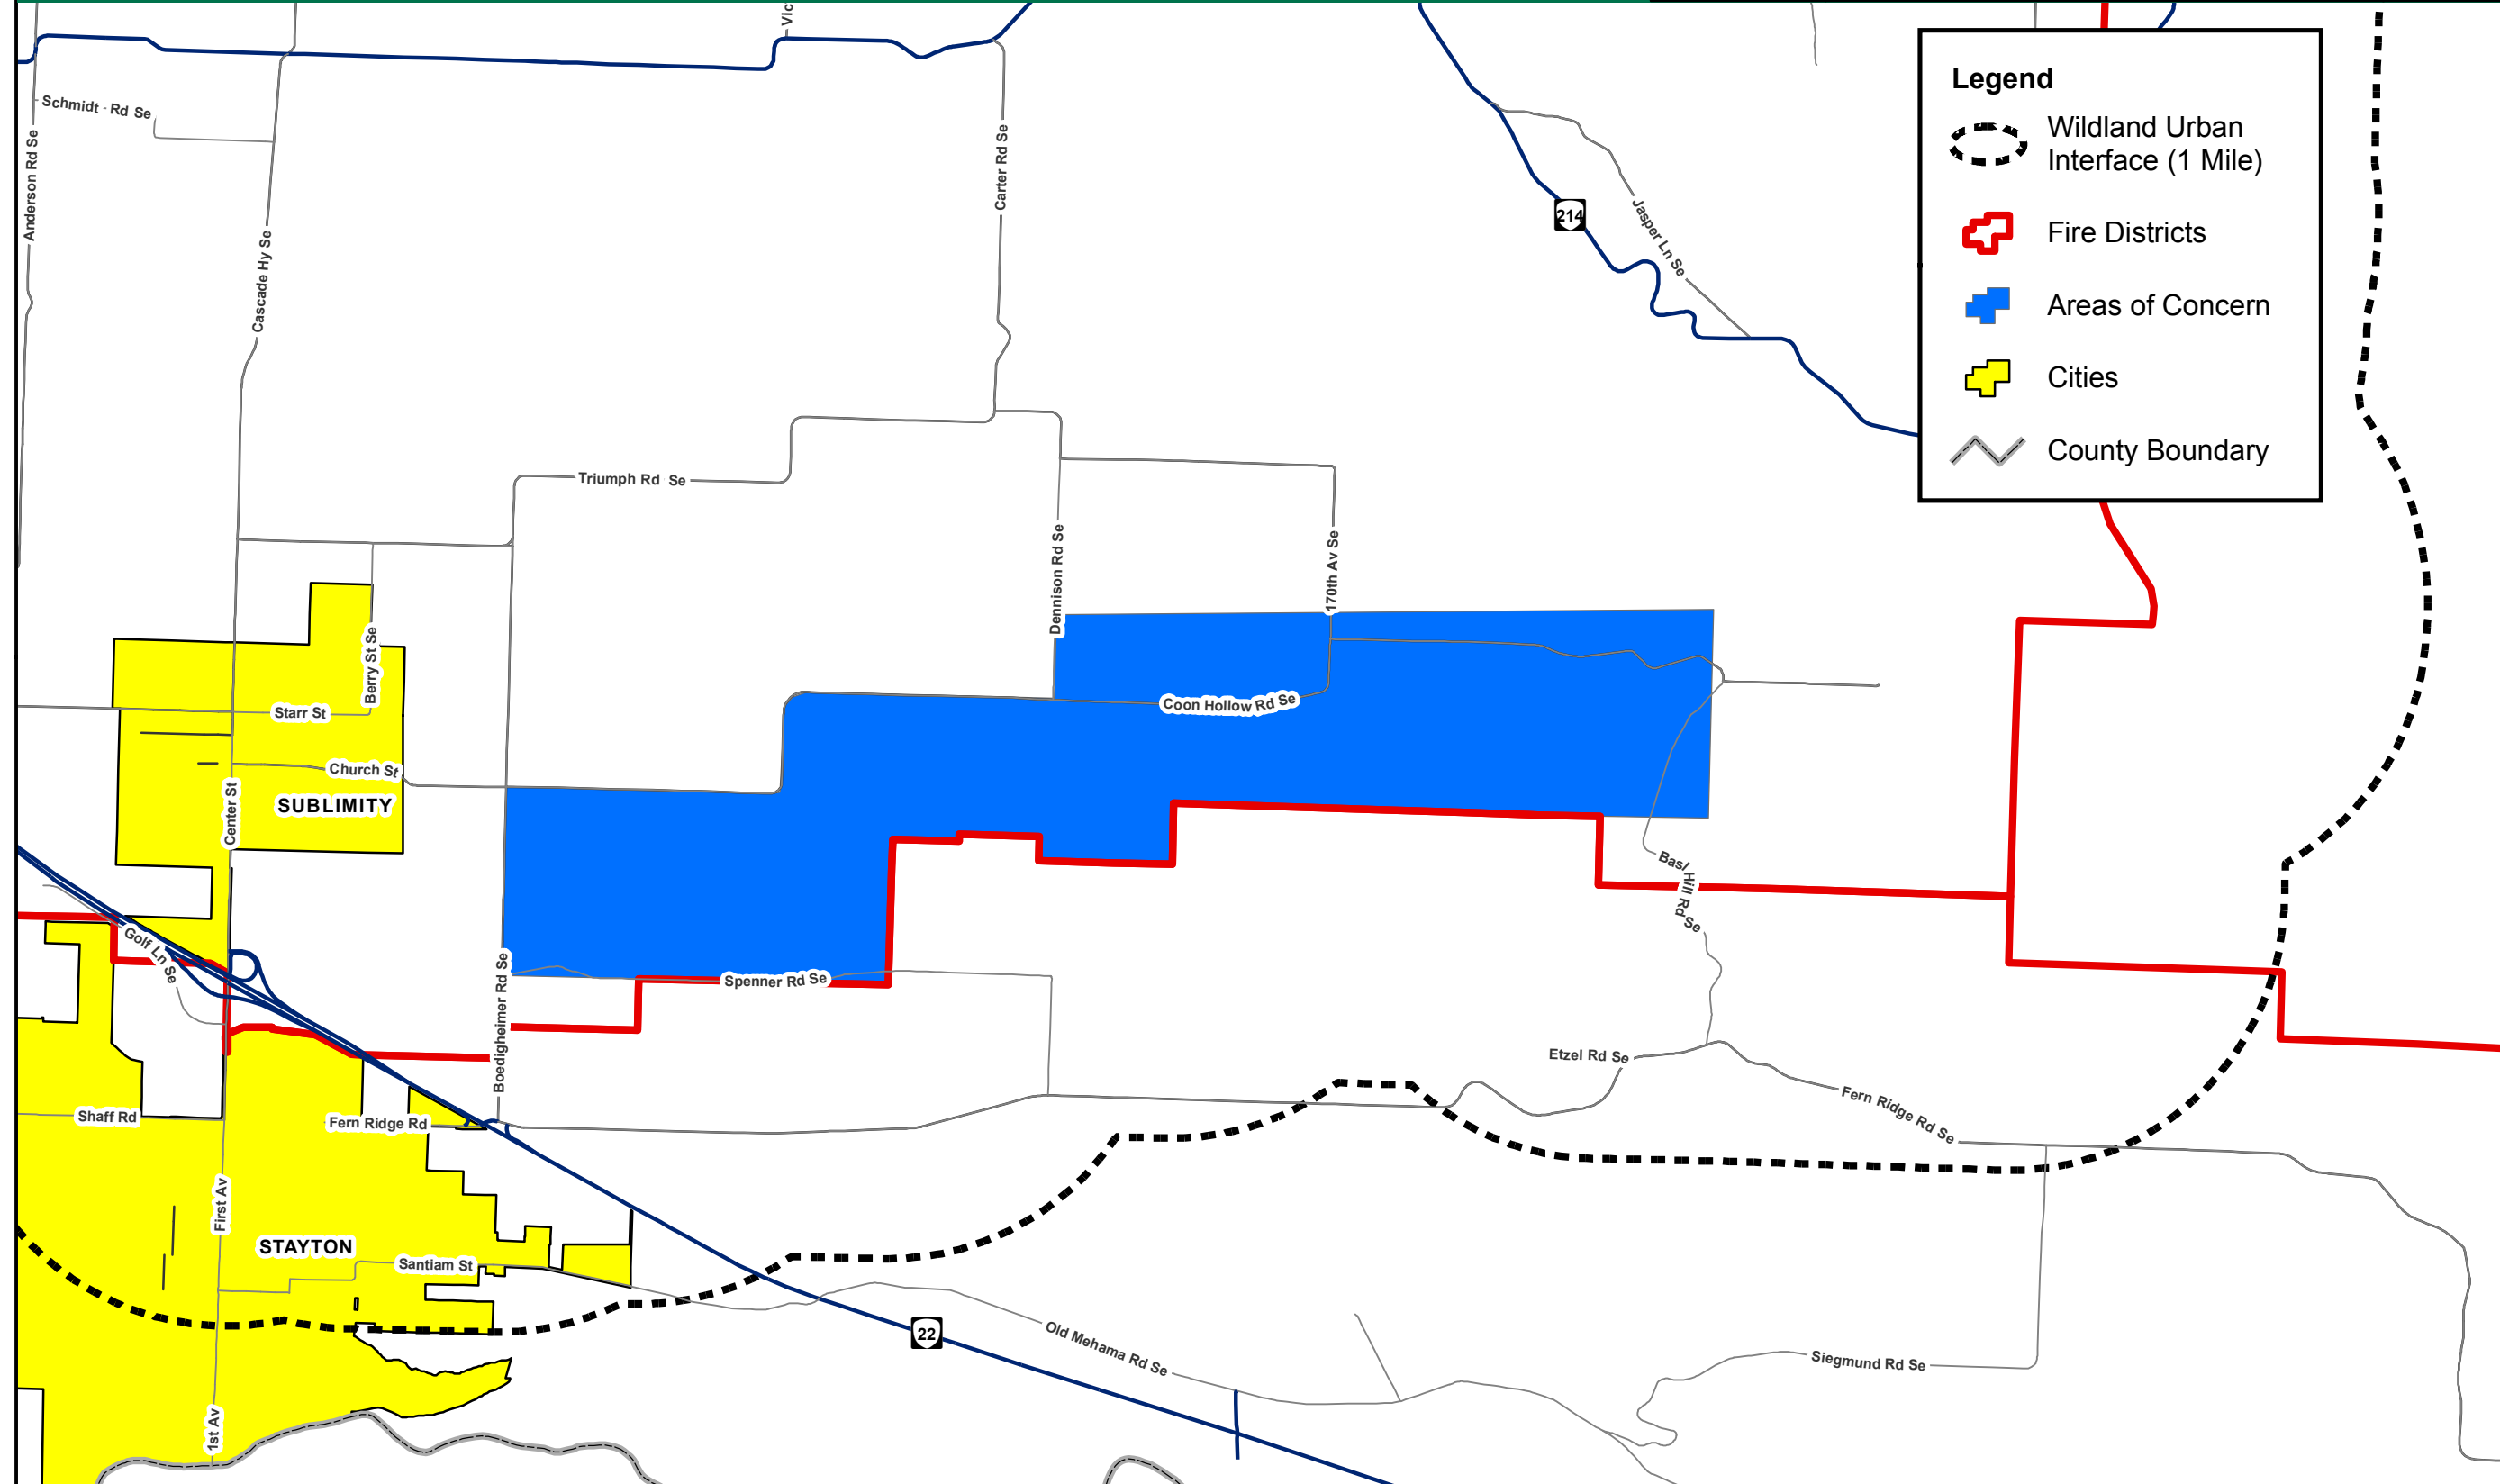 Vic
Schmidt Rd Se
Anderson Rd Se
Cascade Hy Se
Carter Rd Se
214
Jasper Ln Se
Legend
Wildland Urban
Interface (1 Mile)
Fire Districts
Areas of Concern
Cities
County Boundary
Triumph Rd Se
Dennison Rd Se
170th Av Se
Berry St Se
Starr St
Coon Hollow Rd Se
Church St
SUBLIMITY
Center St
Basl Hill Rd Se
Golf Ln Se
Spenner Rd Se
Boedigheimer Rd Se
Etzel Rd Se
Fern Ridge Rd Se
Shaff Rd
Fern Ridge Rd
First Av
STAYTON
Santiam St
22
Old Mehama Rd Se
Siegmund Rd Se
1st Av